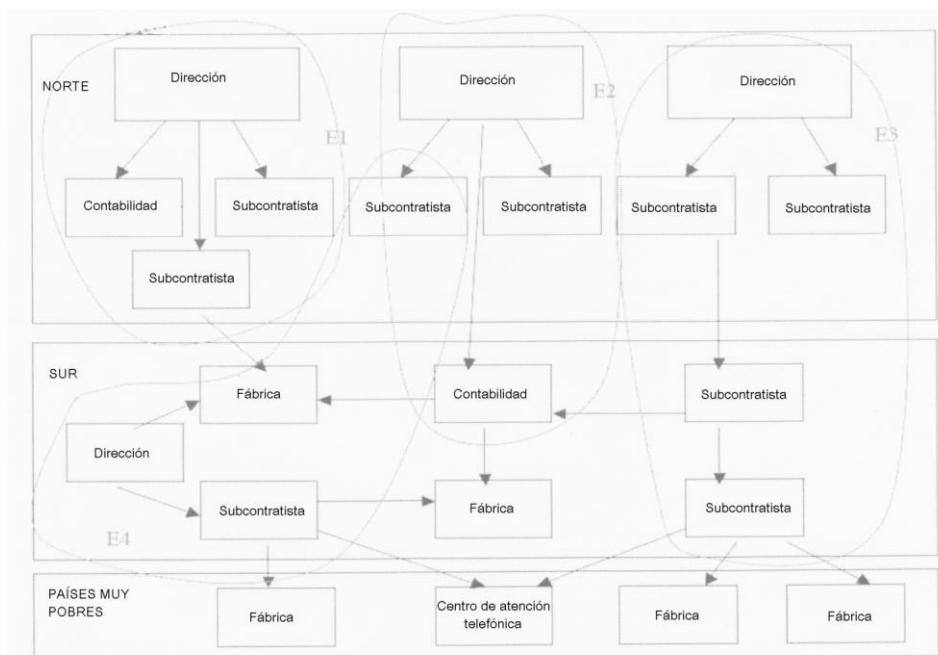 NORTE
Dirección
Dirección
Dirección
E1
E2
E3
Contabilidad
Subcontratista
Subcontratista
Subcontratista
Subcontratista
Subcontratista
Subcontratista
SUR
Fábrica
Contabilidad
Subcontratista
Dirección
Subcontratista
Fábrica
Subcontratista
E4
PAÍSES MUY
POBRES
Fábrica
Centro de atención
telefónica
Fábrica
Fábrica